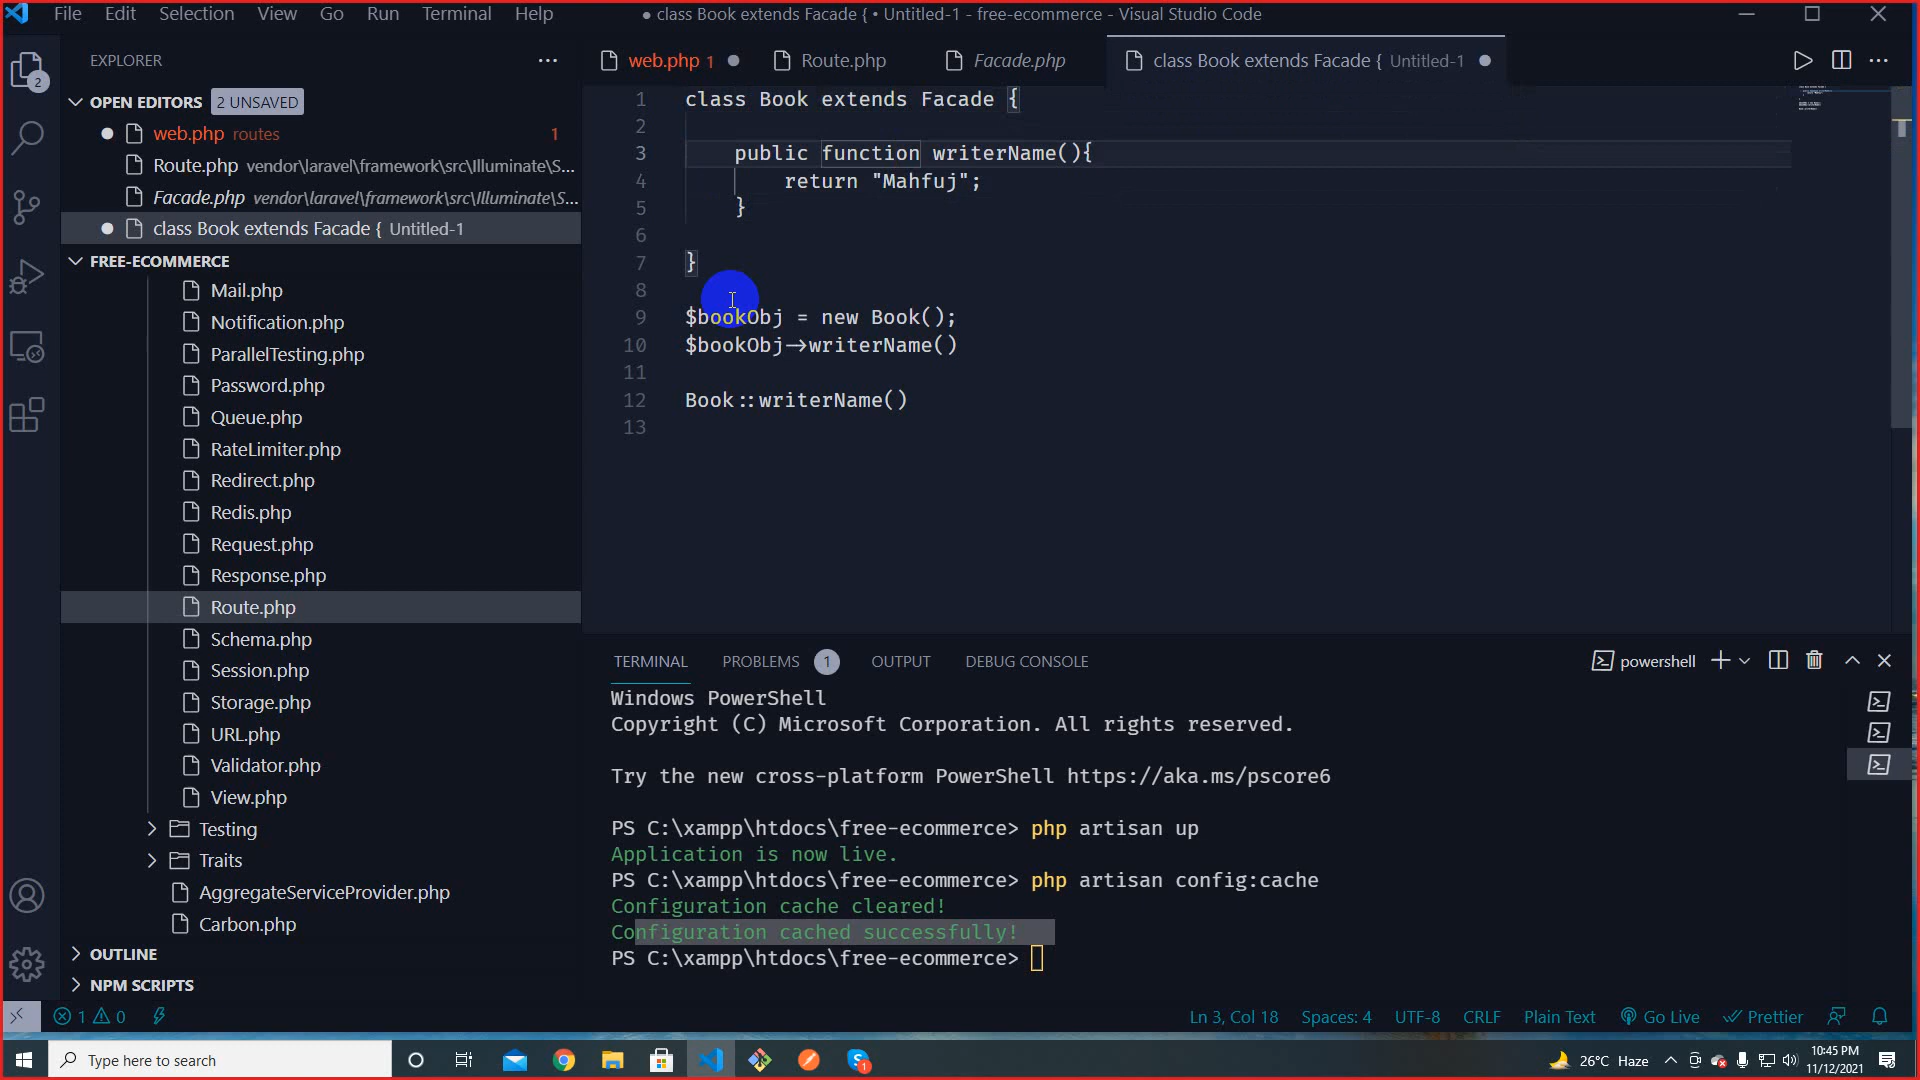 File Edit Selection View Go Run Terminal Help
● class Book extends Facade { • Untitled-1 - free-ecommerce - Visual Studio Code
EXPLORER
2
OPEN EDITORS 2 UNSAVED
web.php routes 1
Route.php vendor\laravel\framework\src\Illuminate\S...
Facade.php vendor\laravel\framework\src\Illuminate\S...
class Book extends Facade { Untitled-1
FREE-ECOMMERCE
Mail.php
Notification.php
ParallelTesting.php
Password.php
Queue.php
RateLimiter.php
Redirect.php
Redis.php
Request.php
Response.php
Route.php
Schema.php
Session.php
Storage.php
URL.php
Validator.php
View.php
Testing
Traits
AggregateServiceProvider.php
Carbon.php
OUTLINE
NPM SCRIPTS
web.php 1 Route.php Facade.php class Book extends Facade { Untitled-1
1 class Book extends Facade {
2
3 public function writerName(){
4 return "Mahfuj";
5 }
6
7 }
8
9 $bookObj = new Book();
10 $bookObj->writerName()
11
12 Book::writerName()
13
TERMINAL PROBLEMS 1 OUTPUT DEBUG CONSOLE powershell
Windows PowerShell
Copyright (C) Microsoft Corporation. All rights reserved.
Try the new cross-platform PowerShell https://aka.ms/pscore6
PS C:\xampp\htdocs\free-ecommerce> php artisan up
Application is now live.
PS C:\xampp\htdocs\free-ecommerce> php artisan config:cache
Configuration cache cleared!
Configuration cached successfully!
PS C:\xampp\htdocs\free-ecommerce>
1 0 Ln 3, Col 18 Spaces: 4 UTF-8 CRLF Plain Text Go Live Prettier
Type here to search
1
26°C Haze
10:45 PM
11/12/2021